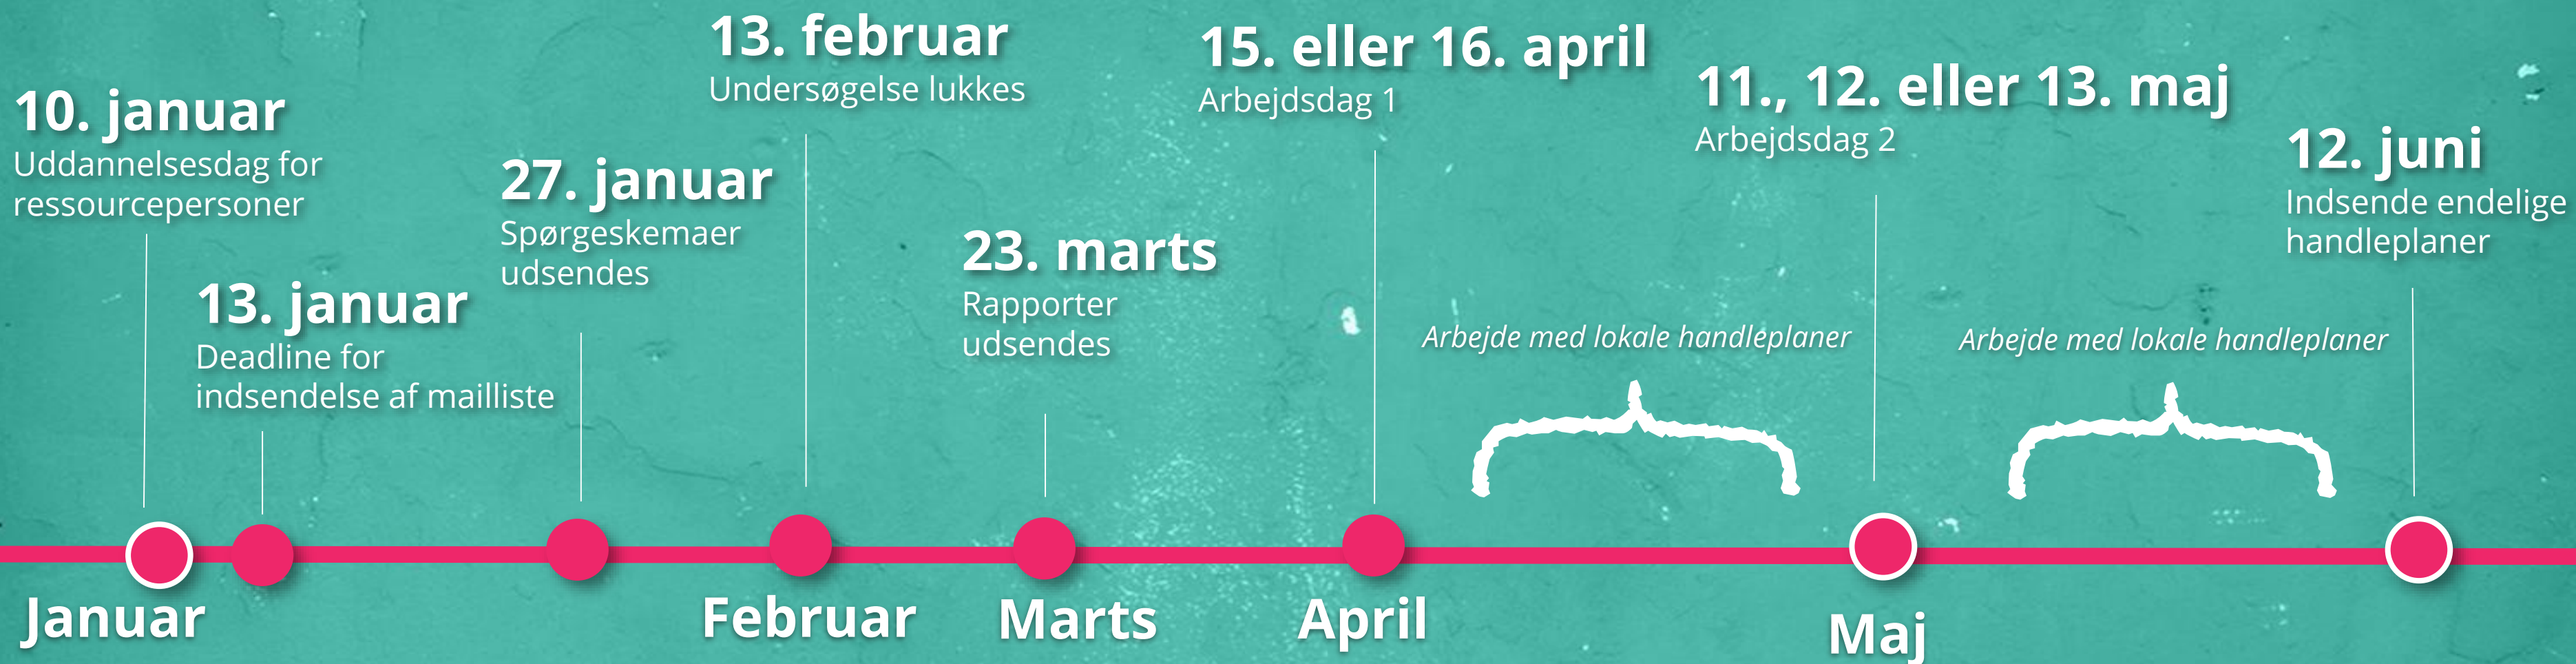 10. januar
Uddannelsesdag for
ressourcepersoner
13. januar
Deadline for
indsendelse af mailliste
27. januar
Spørgeskemaer
udsendes
13. februar
Undersøgelse lukkes
23. marts
Rapporter
udsendes
15. eller 16. april
Arbejdsdag 1
Arbejde med lokale handleplaner
11., 12. eller 13. maj
Arbejdsdag 2
Arbejde med lokale handleplaner
12. juni
Indsende endelige
handleplaner
Januar
Februar
Marts
April
Maj